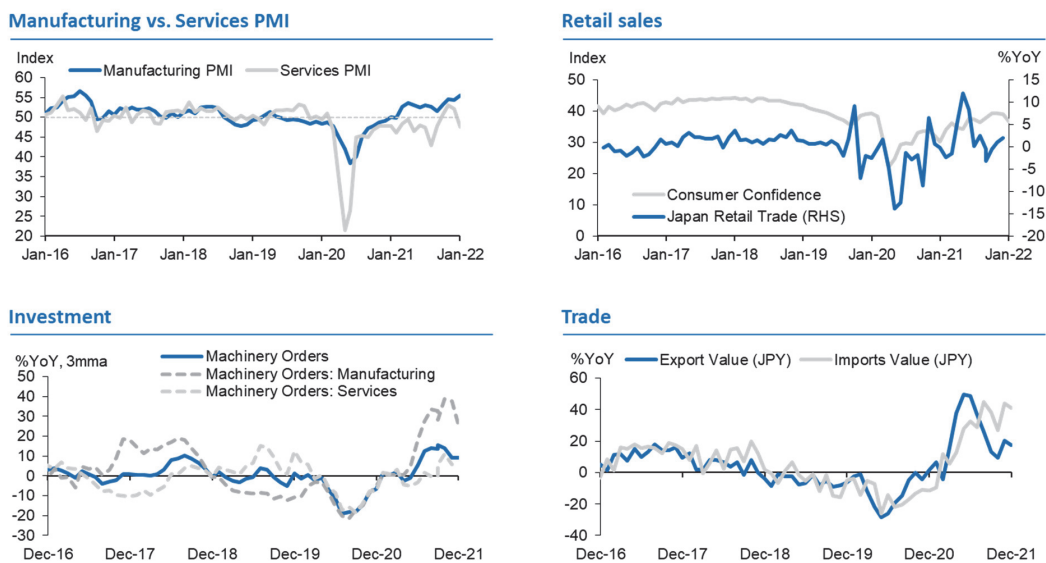 Manufacturing vs. Services PMI
Index
Manufacturing PMI
Services PMI
60
55
50
45
40
35
30
25
20
Jan-16
Jan-17
Jan-18
Jan-19
Jan-20
Jan-21
Jan-22
Retail sales
Index
%YoY
50
40
30
20
10
0
15
10
5
0
-5
-10
-15
-20
Consumer Confidence
Japan Retail Trade (RHS)
Jan-16
Jan-17
Jan-18
Jan-19
Jan-20
Jan-21
Jan-22
Investment
%YoY, 3mma
Machinery Orders
Machinery Orders: Manufacturing
Machinery Orders: Services
50
40
30
20
10
0
-10
-20
-30
Dec-16
Dec-17
Dec-18
Dec-19
Dec-20
Dec-21
Trade
%YoY
Export Value (JPY)
Imports Value (JPY)
60
40
20
0
-20
-40
Dec-16
Dec-17
Dec-18
Dec-19
Dec-20
Dec-21